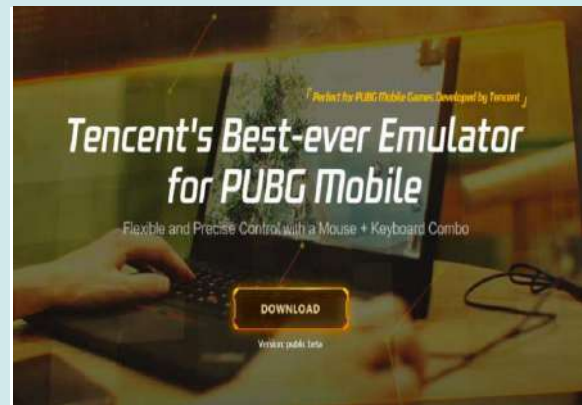 「Perfect for PUBG Mobile Games Developed by Tencent」
Tencent's Best-ever Emulator
for PUBG Mobile
Flexible and Precise Control with a Mouse + Keyboard Combo
DOWNLOAD
Version: public beta